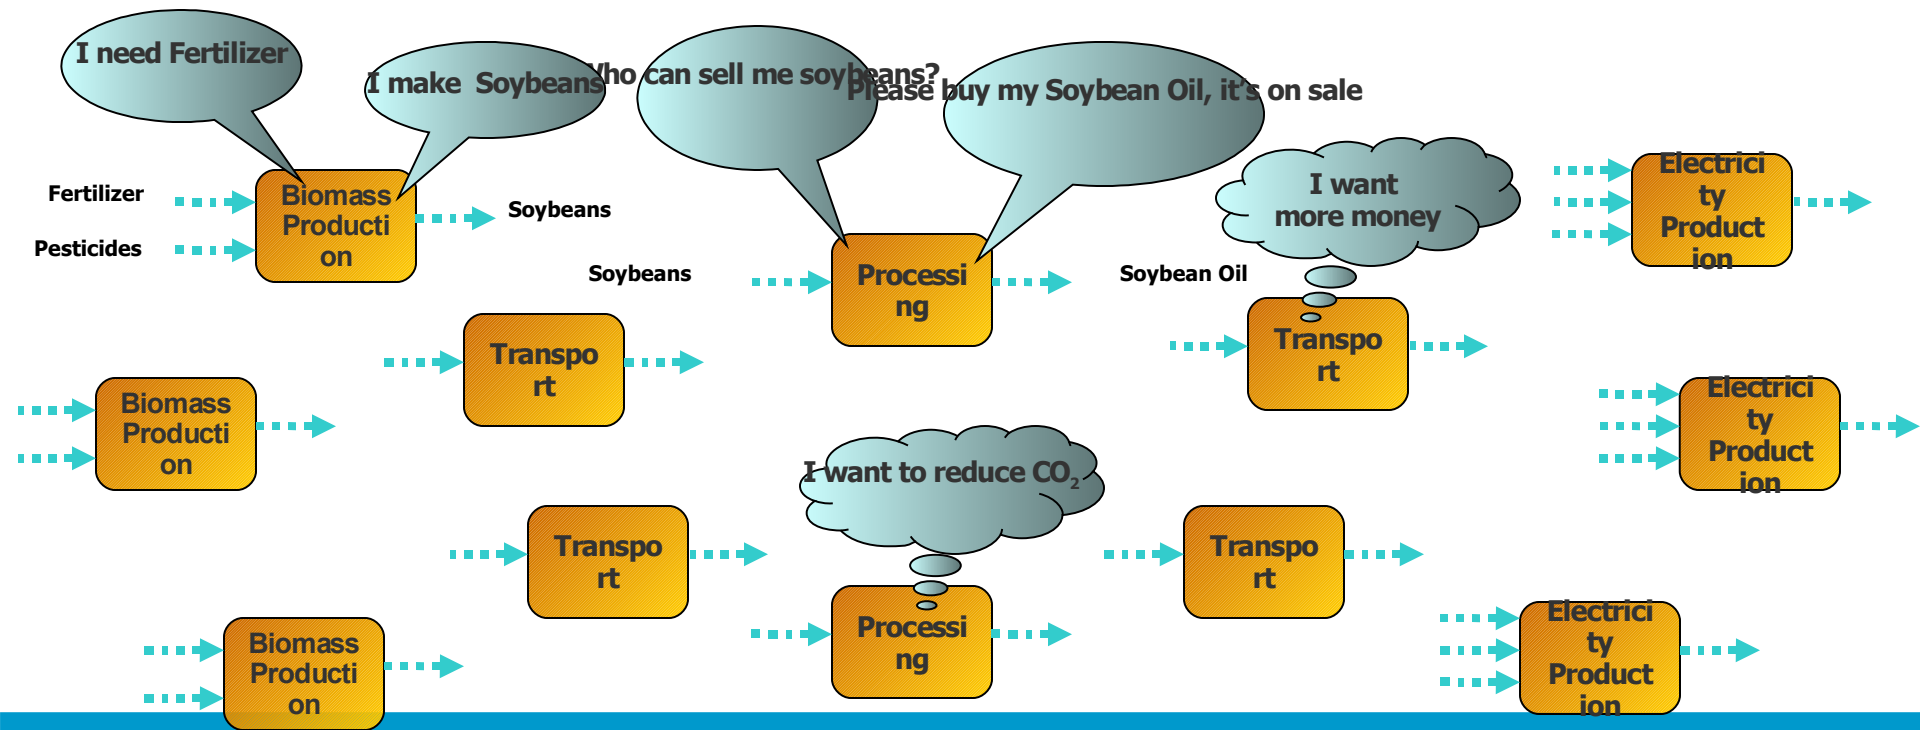 I need Fertilizer
I make  Soybeans
Who can sell me soybeans?
Please buy my Soybean Oil, it's on sale
I want
more money
Fertilizer
Pesticides
Biomass
Producti
on
Soybeans
Soybeans
Processi
ng
Soybean Oil
Electrici
ty
Product
ion
Transpo
rt
Transpo
rt
Biomass
Producti
on
Electrici
ty
Product
ion
I want to reduce CO₂
Transpo
rt
Processi
ng
Transpo
rt
Biomass
Producti
on
Electrici
ty
Product
ion